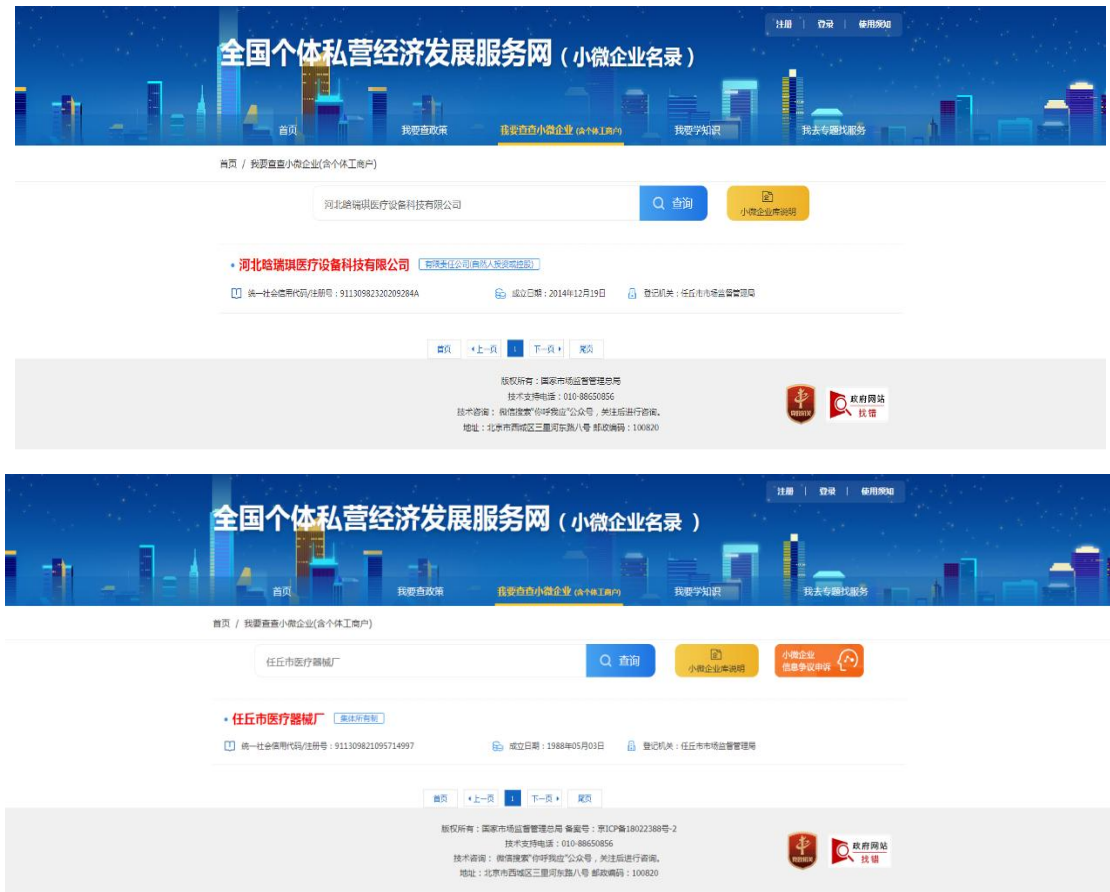 注册 | 登录 | 使用须知
全国个体私营经济发展服务网（小微企业名录）
首页 我要查政策 我要查查小微企业 (含个体工商户) 我要学知识 我去专题找服务
首页 / 我要查查小微企业(含个体工商户)
河北晗瑞琪医疗设备科技有限公司 查询 小微企业库说明
• 河北晗瑞琪医疗设备科技有限公司 有限责任公司(自然人投资或控股)
统一社会信用代码/注册号：91130982320209284A 成立日期：2014年12月19日 登记机关：任丘市市场监督管理局
首页 上一页 1 下一页 尾页
版权所有：国家市场监督管理总局
技术支持电话：010-88650856
技术咨询： 微信搜索“你呼我应”公众号，关注后进行咨询。
地址：北京市西城区三里河东路八号 邮政编码：100820
党政机关
政府网站
找错
注册 | 登录 | 使用须知
全国个体私营经济发展服务网（小微企业名录 ）
首页 我要查政策 我要查查小微企业 (含个体工商户) 我要学知识 我去专题找服务
首页 / 我要查查小微企业(含个体工商户)
任丘市医疗器械厂 查询 小微企业库说明 小微企业
信息争议申诉
• 任丘市医疗器械厂 集体所有制
统一社会信用代码/注册号：911309821095714997 成立日期：1988年05月03日 登记机关：任丘市市场监督管理局
首页 上一页 1 下一页 尾页
版权所有：国家市场监督管理总局 备案号：京ICP备18022388号-2
技术支持电话：010-88650856
技术咨询： 微信搜索“你呼我应”公众号，关注后进行咨询。
地址：北京市西城区三里河东路八号 邮政编码：100820
党政机关
政府网站
找错